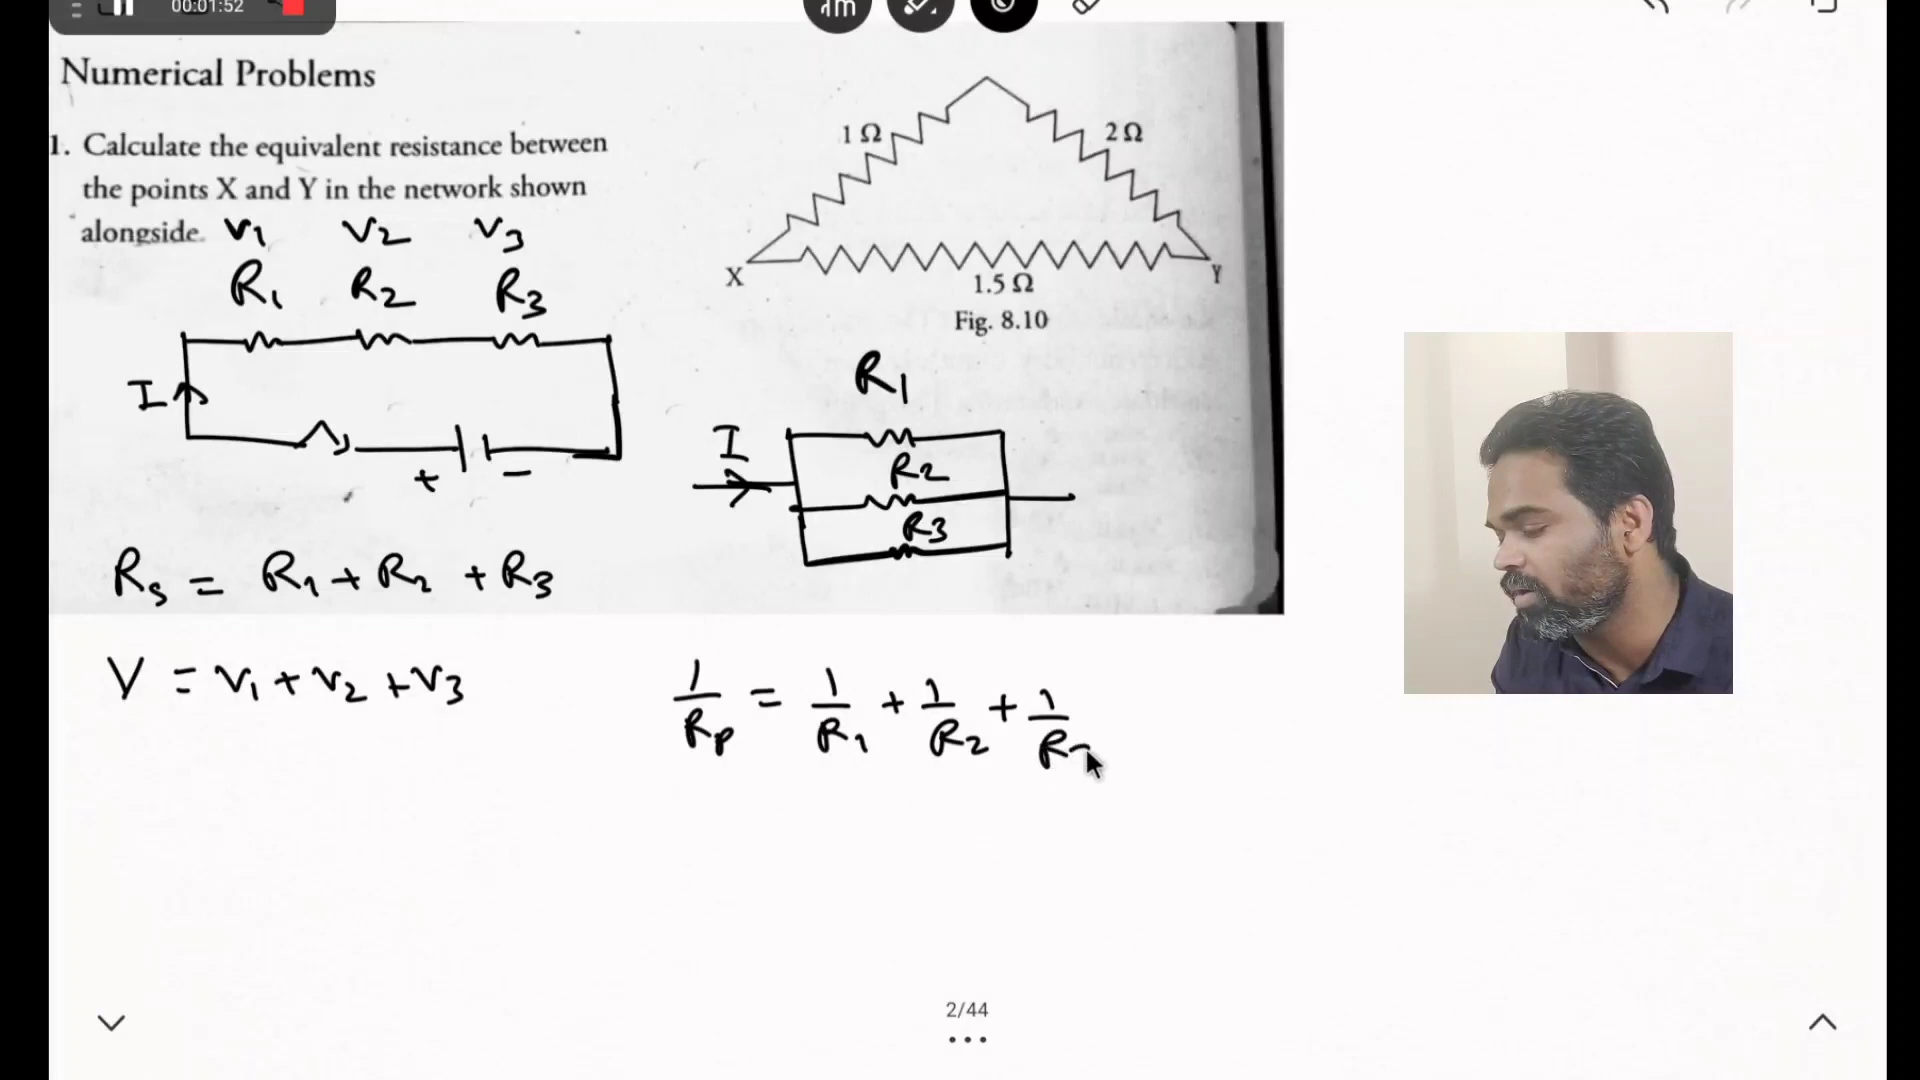 00:01:52
Numerical Problems
1. Calculate the equivalent resistance between
the points X and Y in the network shown
alongside.
1 Ω
2 Ω
X
Y
1.5 Ω
Fig. 8.10
V1 V2 V3
R1 R2 R3
I
+ −
Rs = R1 + R2 + R3
V = V1 + V2 + V3
R1
I
R2
R3
1/Rp = 1/R1 + 1/R2 + 1/R
2/44